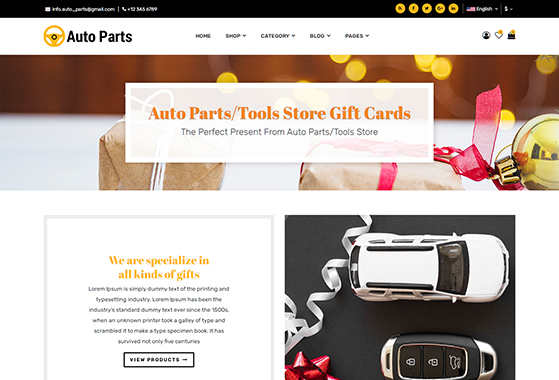 info.auto_parts@gmail.com | +12 345 6789 English $
Auto Parts HOME SHOP CATEGORY BLOG PAGES
Auto Parts/Tools Store Gift Cards
The Perfect Present From Auto Parts/Tools Store
We are specialize in
all kinds of gifts
Lorem Ipsum is simply dummy text of the printing and
typesetting industry. Lorem Ipsum has been the
industry's standard dummy text ever since the 1500s,
when an unknown printer took a galley of type and
scrambled it to make a type specimen book. It has
survived not only five centuries
VIEW PRODUCTS